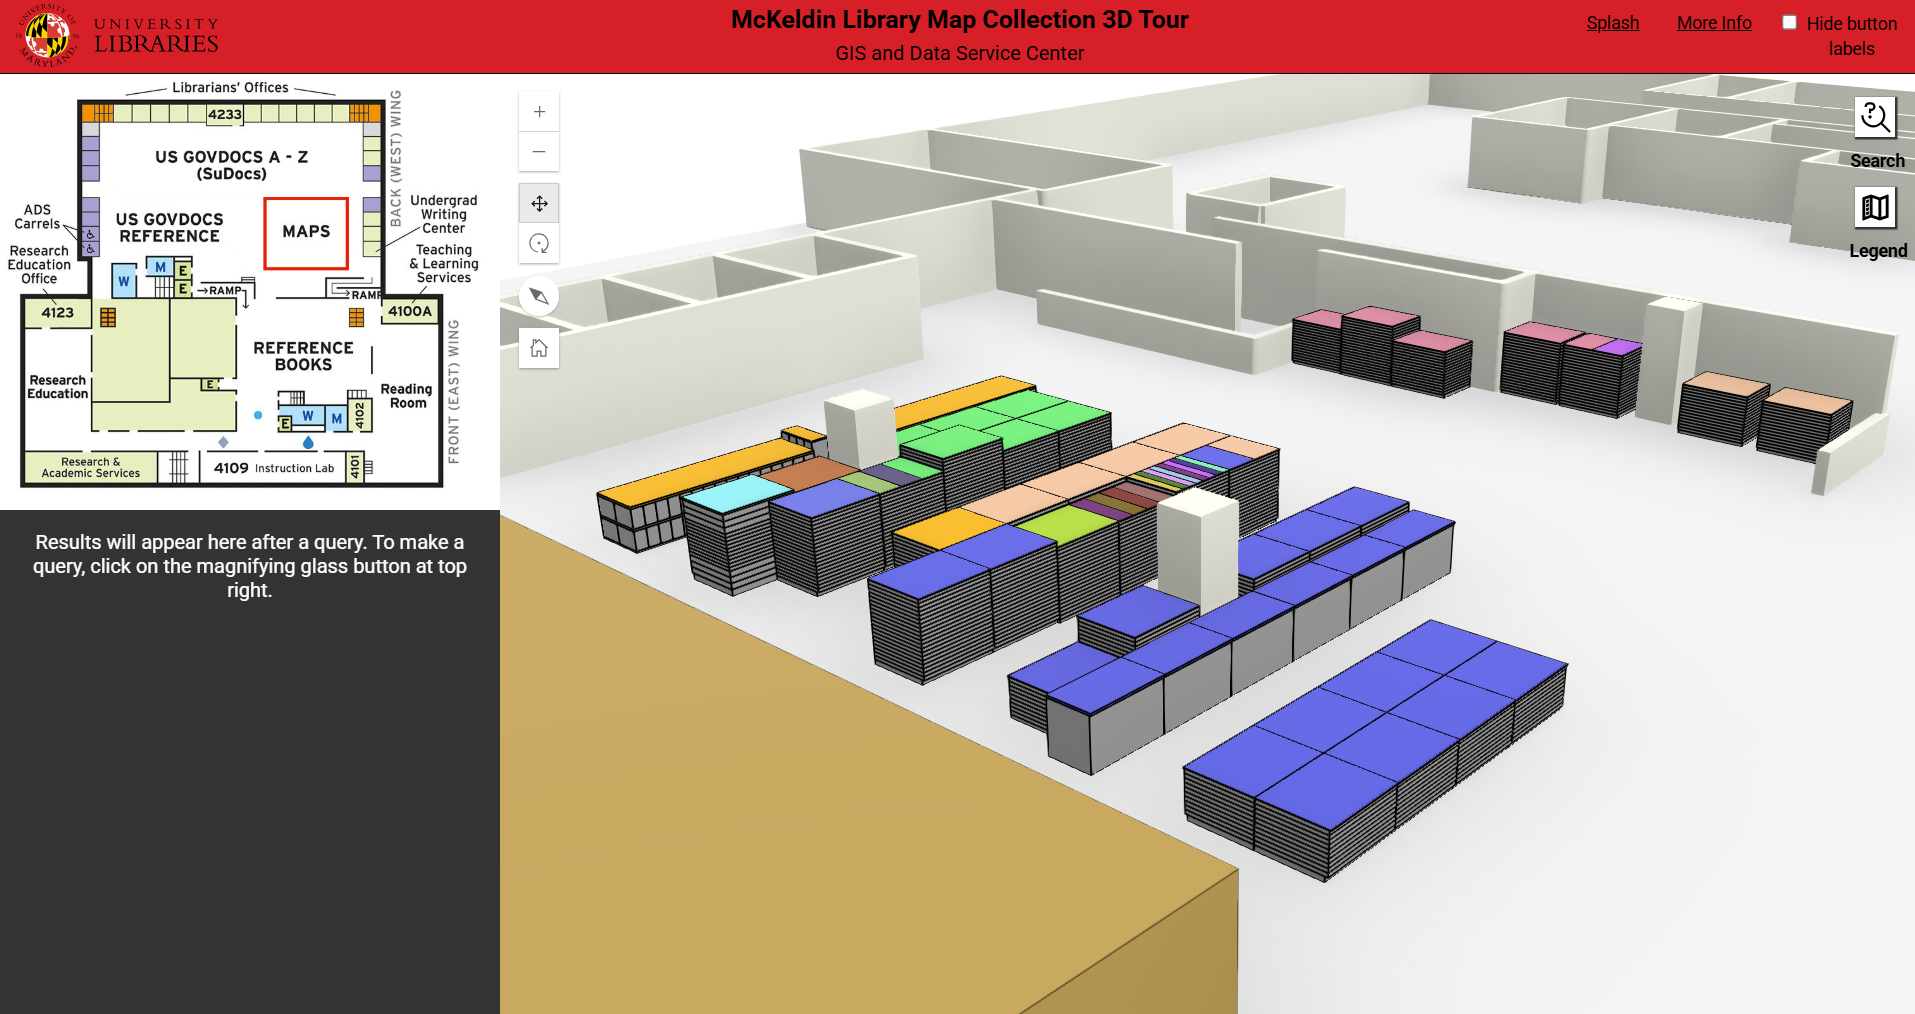 UNIVERSITY
LIBRARIES
McKeldin Library Map Collection 3D Tour
GIS and Data Service Center
Splash
More Info
Hide button
labels
Librarians' Offices
4233
US GOVDOCS A - Z
(SuDocs)
BACK (WEST) WING
ADS
Carrels
US GOVDOCS
REFERENCE
MAPS
Undergrad
Writing
Center
Research
Education
Office
Teaching
& Learning
Services
W
M
E
E
RAMP
RAMP
4123
4100A
REFERENCE
BOOKS
Research
Education
E
Reading
Room
FRONT (EAST) WING
E
W
M
4102
Research &
Academic Services
4109 Instruction Lab
4101
Results will appear here after a query. To make a
query, click on the magnifying glass button at top
right.
Search
Legend